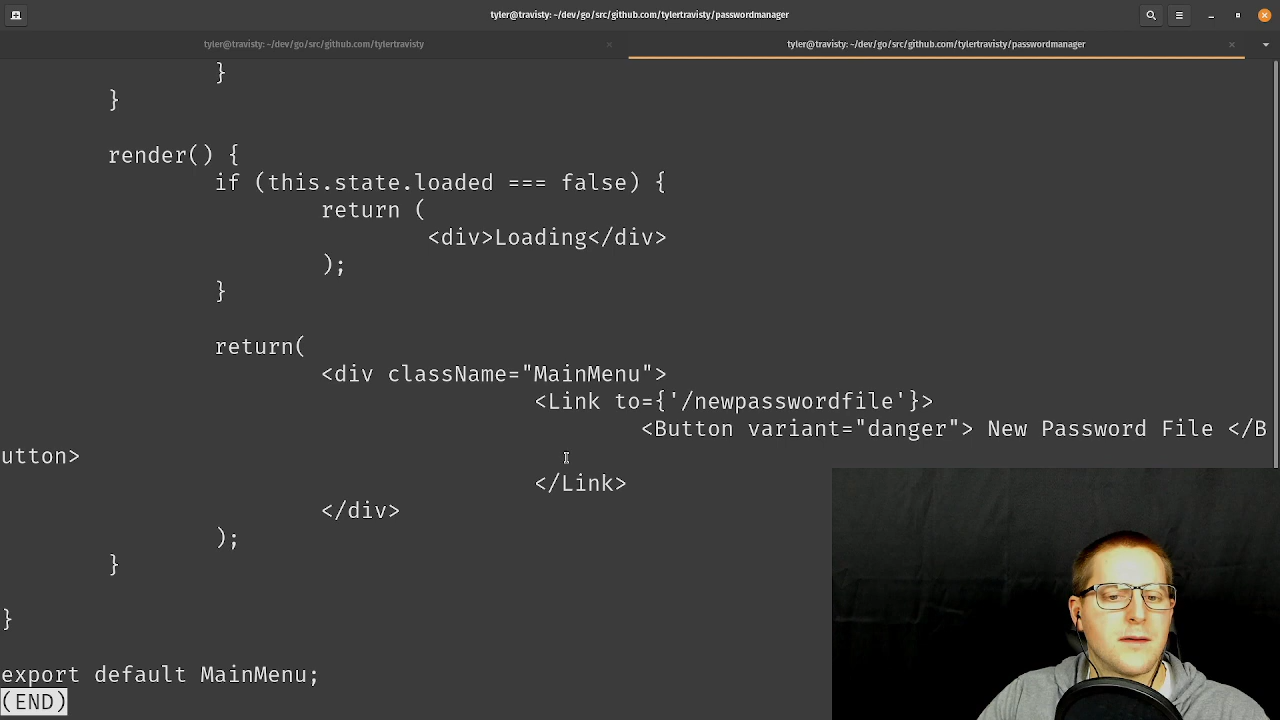 tyler@travisty: ~/dev/go/src/github.com/tylertravisty/passwordmanager
tyler@travisty: ~/dev/go/src/github.com/tylertravisty
tyler@travisty: ~/dev/go/src/github.com/tylertravisty/passwordmanager
}
}
render() {
if (this.state.loaded === false) {
return (
<div>Loading</div>
);
}
return(
<div className="MainMenu">
<Link to={'/newpasswordfile'}>
<Button variant="danger"> New Password File </B
utton>
</Link>
</div>
);
}
}
export default MainMenu;
(END)